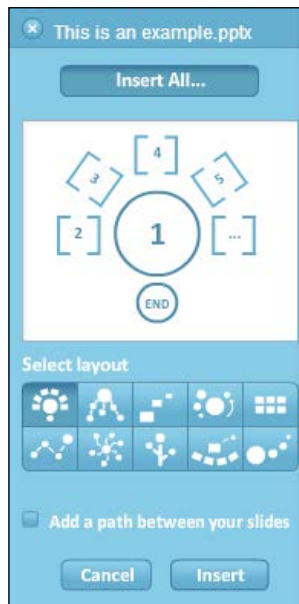 This is an example.pptx
Insert All...
4
3
5
2
1
...
END
Select layout
Add a path between your slides
Cancel
Insert